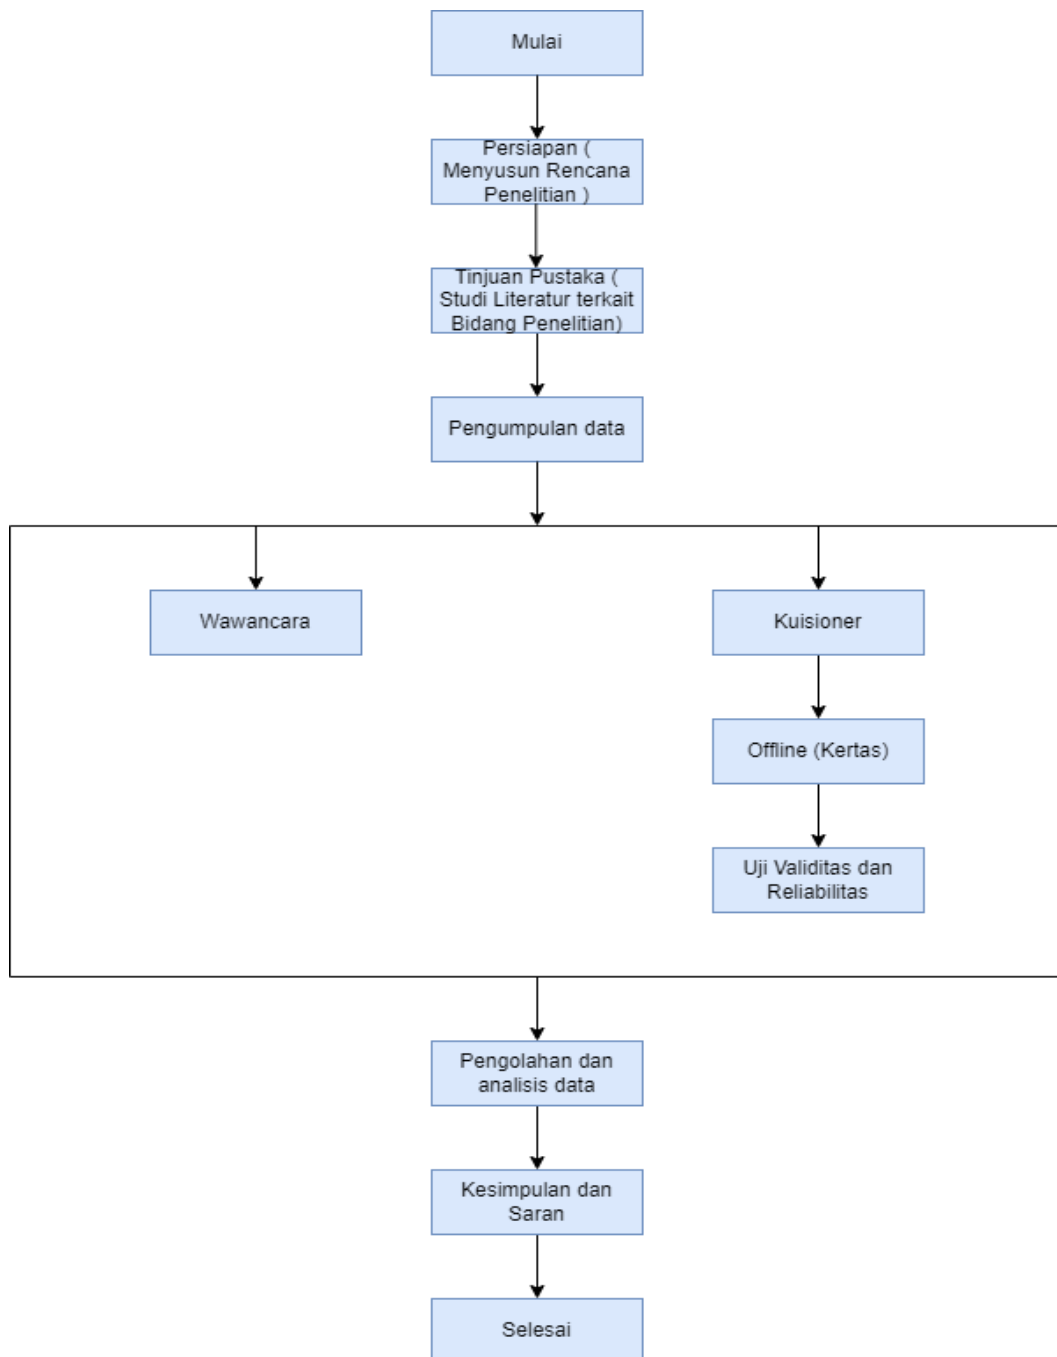 Mulai
Persiapan (
Menyusun Rencana
Penelitian )
Tinjuan Pustaka (
Studi Literatur terkait
Bidang Penelitian)
Pengumpulan data
Wawancara
Kuisioner
Offline (Kertas)
Uji Validitas dan
Reliabilitas
Pengolahan dan
analisis data
Kesimpulan dan
Saran
Selesai